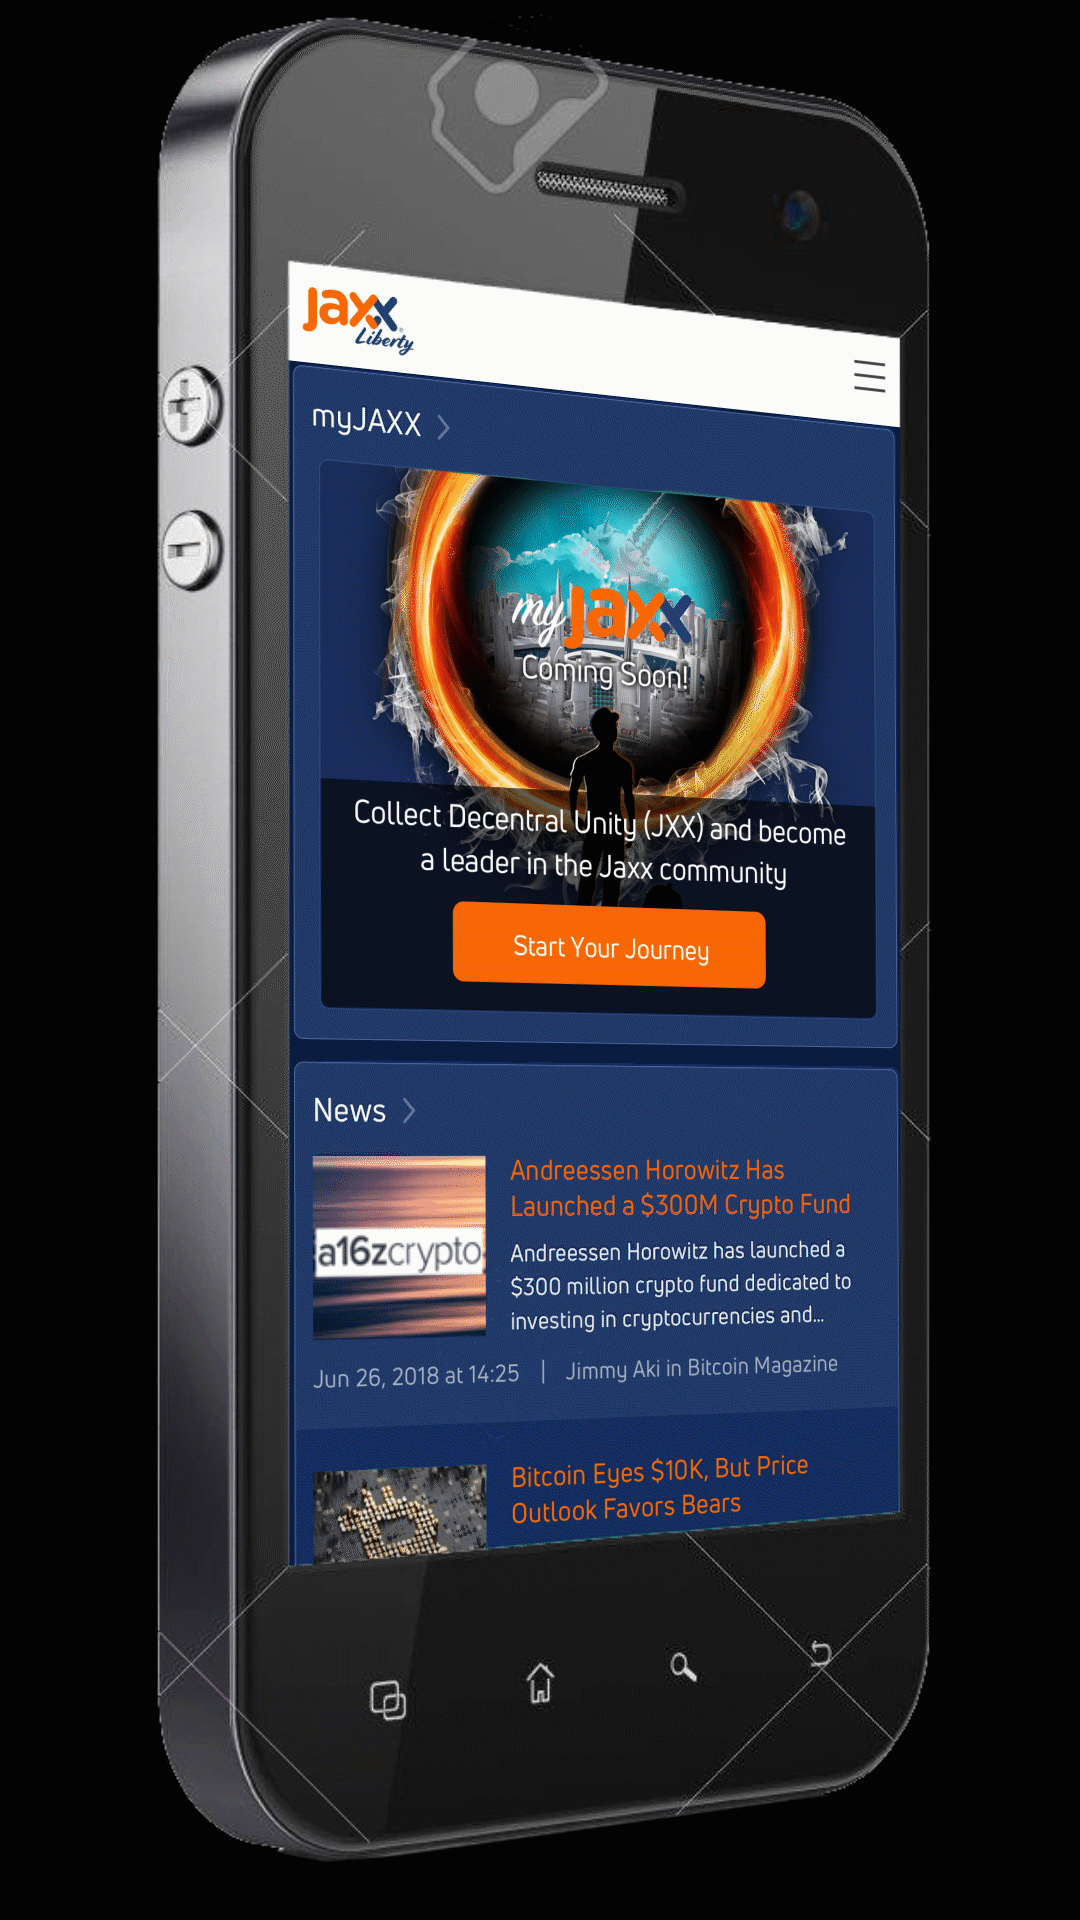 Jaxx
Liberty
myJAXX
my Jaxx
Coming Soon!
Collect Decentral Unity (JXX) and become
a leader in the Jaxx community
Start Your Journey
News
Andreessen Horowitz Has
Launched a $300M Crypto Fund
a16zcrypto
Andreessen Horowitz has launched a
$300 million crypto fund dedicated to
investing in cryptocurrencies and...
Jun 26, 2018 at 14:25 | Jimmy Aki in Bitcoin Magazine
Bitcoin Eyes $10K, But Price
Outlook Favors Bears